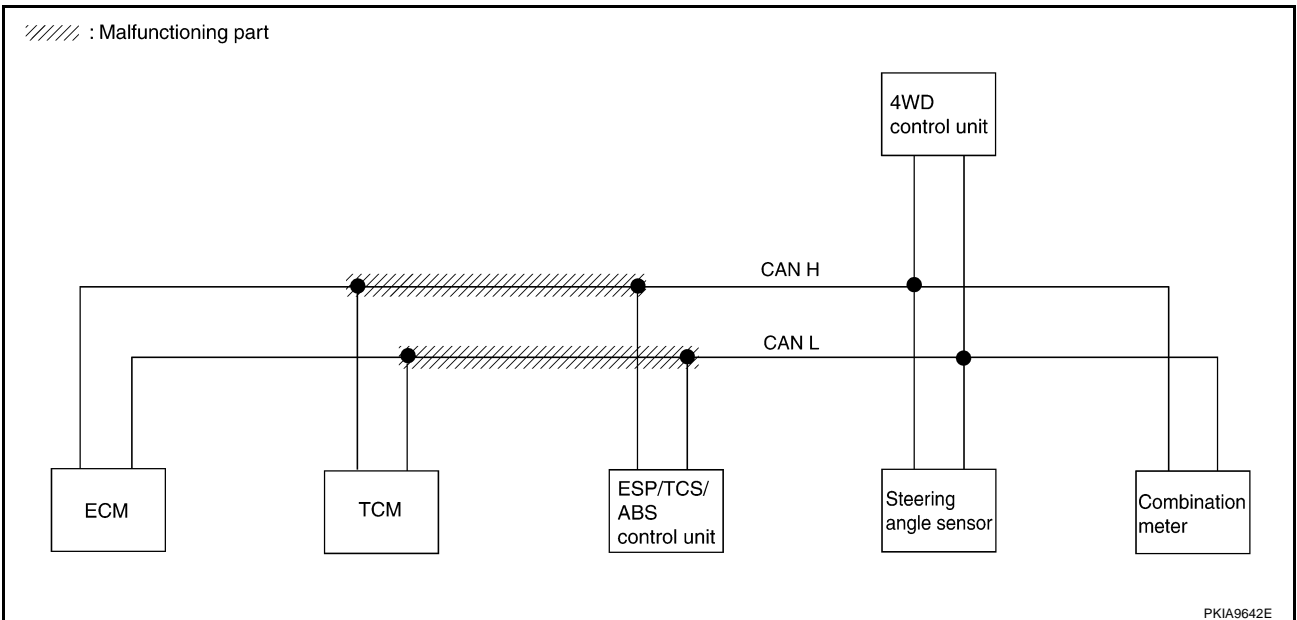 : Malfunctioning part
4WD
control unit
CAN H
CAN L
ECM
TCM
ESP/TCS/
ABS
control unit
Steering
angle sensor
Combination
meter
PKIA9642E